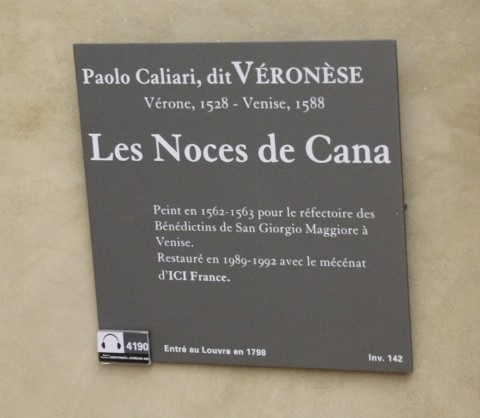 Paolo Caliari, dit VÉRONÈSE
Vérone, 1528 - Venise, 1588
Les Noces de Cana
Peint en 1562-1563 pour le réfectoire des
Bénédictins de San Giorgio Maggiore à
Venise.
Restauré en 1989-1992 avec le mécénat
d'ICI France.
4190
Entré au Louvre en 1798
Inv. 142